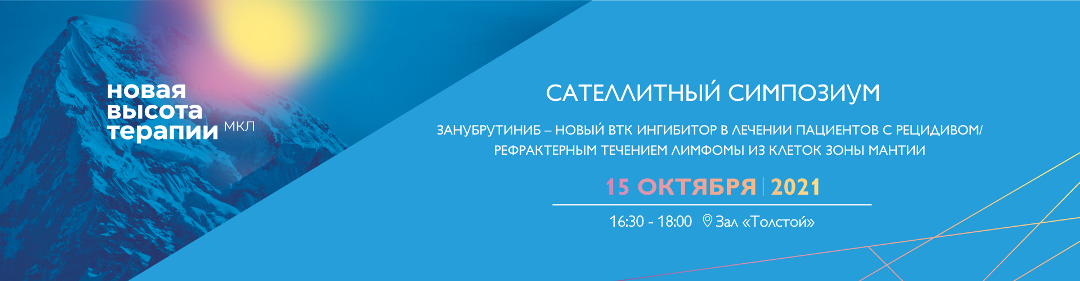 новая
высота
терапии МКЛ
САТЕЛЛИТНЫЙ СИМПОЗИУМ
ЗАНУБРУТИНИБ – НОВЫЙ ВТК ИНГИБИТОР В ЛЕЧЕНИИ ПАЦИЕНТОВ С РЕЦИДИВОМ/
РЕФРАКТЕРНЫМ ТЕЧЕНИЕМ ЛИМФОМЫ ИЗ КЛЕТОК ЗОНЫ МАНТИИ
15 ОКТЯБРЯ | 2021
16:30 - 18:00 Зал «Толстой»